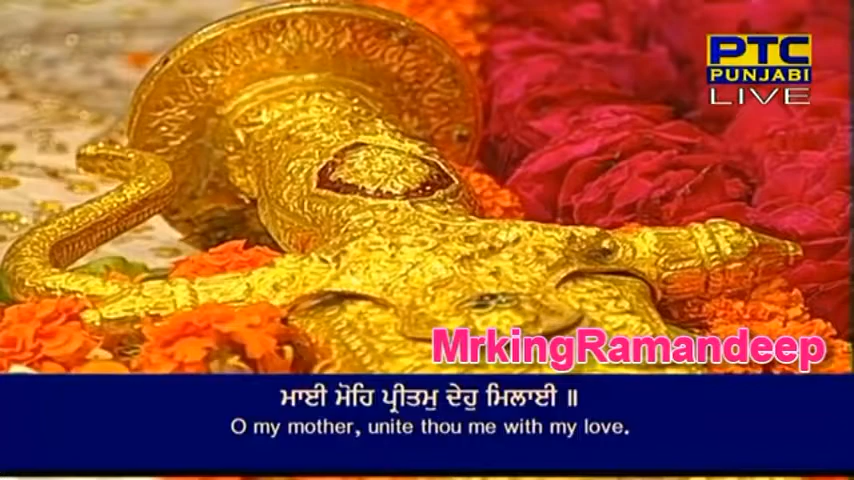 PTC
PUNJABI
LIVE
MrkingRamandeep
ਮਾਈ ਮੋਹਿ ਪ੍ਰੀਤਮੁ ਦੇਹੁ ਮਿਲਾਈ ॥
O my mother, unite thou me with my love.